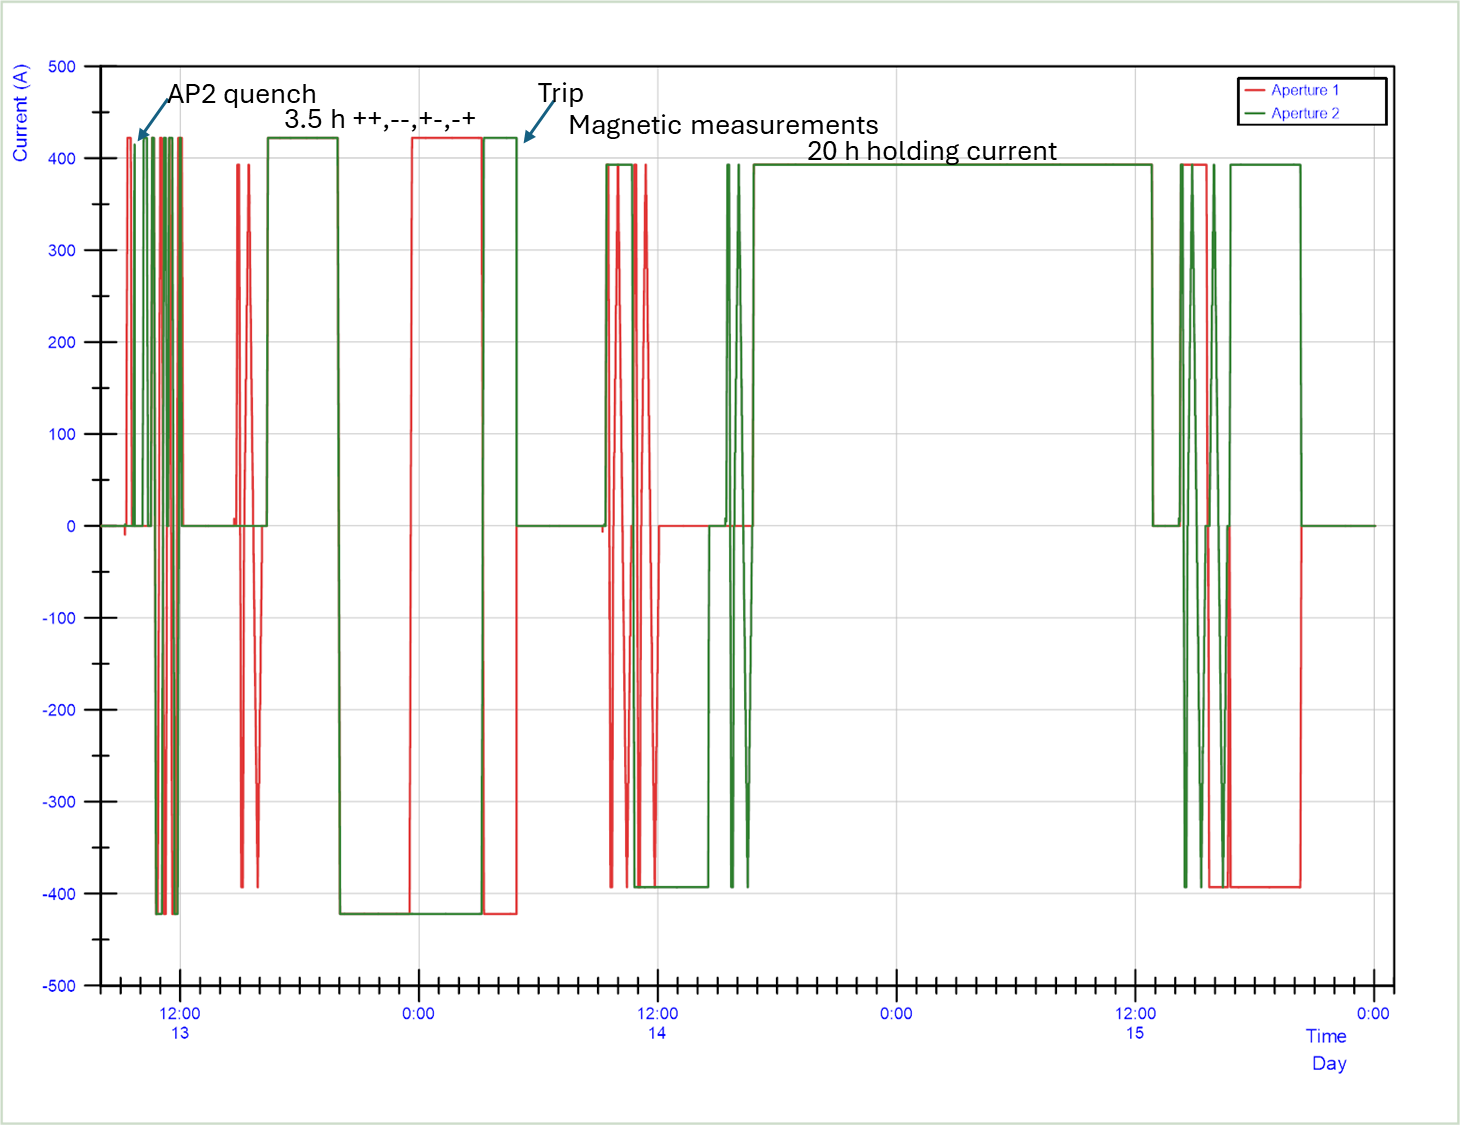 Current (A)
500
400
300
200
100
0
-100
-200
-300
-400
-500
AP2 quench
3.5 h ++,--,+-,-+
Trip
Magnetic measurements
20 h holding current
Aperture 1
Aperture 2
12:00 0:00 12:00 0:00 12:00 0:00
13 14 15
Time
Day